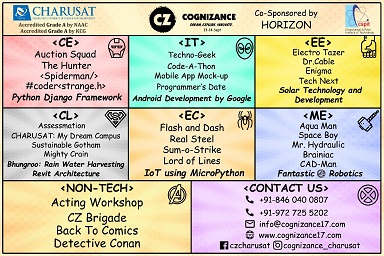 CHARUSAT
Accredited Grade A by NAAC
Accredited Grade A by KCG
CZ
COGNIZANCE
DREAM. EXPLORE. INNOVATE.
Co-Sponsored by
HORIZON
<CE>
Auction Squad
The Hunter
<Spiderman/>
#coder<strange.h>
Python Django Framework
<IT>
Techno-Geek
Code-A-Thon
Mobile App Mock-up
Programmer's Date
Android Development by Google
<EE>
Electro Tazer
Dr.Cable
Enigma
Tech Next
Solar Technology and
Development
<CL>
Assessmation
CHARUSAT: My Dream Campus
Sustainable Gotham
Mighty Crain
Bhungroo: Rain Water Harvesting
Revit Architecture
<EC>
Flash and Dash
Real Steel
Sum-o-Strike
Lord of Lines
IoT using MicroPython
<ME>
Aqua Man
Space Boy
Mr. Hydraulic
Brainiac
CAD-Man
Fantastic 4 Robotics
<NON-TECH>
Acting Workshop
CZ Brigade
Back To Comics
Detective Conan
<CONTACT US>
+91-846 040 0807
+91-972 725 5202
info@cognizance17.com
www.cognizance17.com
czcharusat cognizance_charusat